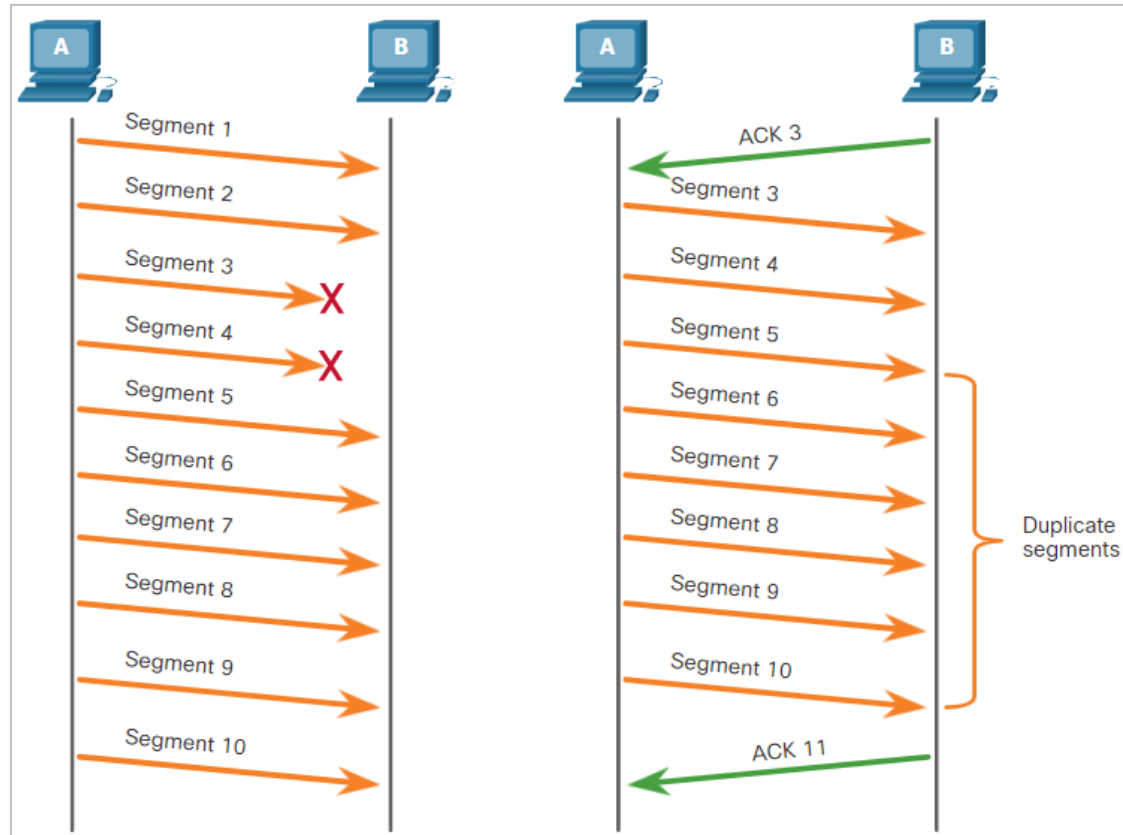 A
B
Segment 1
Segment 2
Segment 3
X
Segment 4
X
Segment 5
Segment 6
Segment 7
Segment 8
Segment 9
Segment 10
A
B
ACK 3
Segment 3
Segment 4
Segment 5
Segment 6
Segment 7
Segment 8
Segment 9
Segment 10
Duplicate
segments
ACK 11